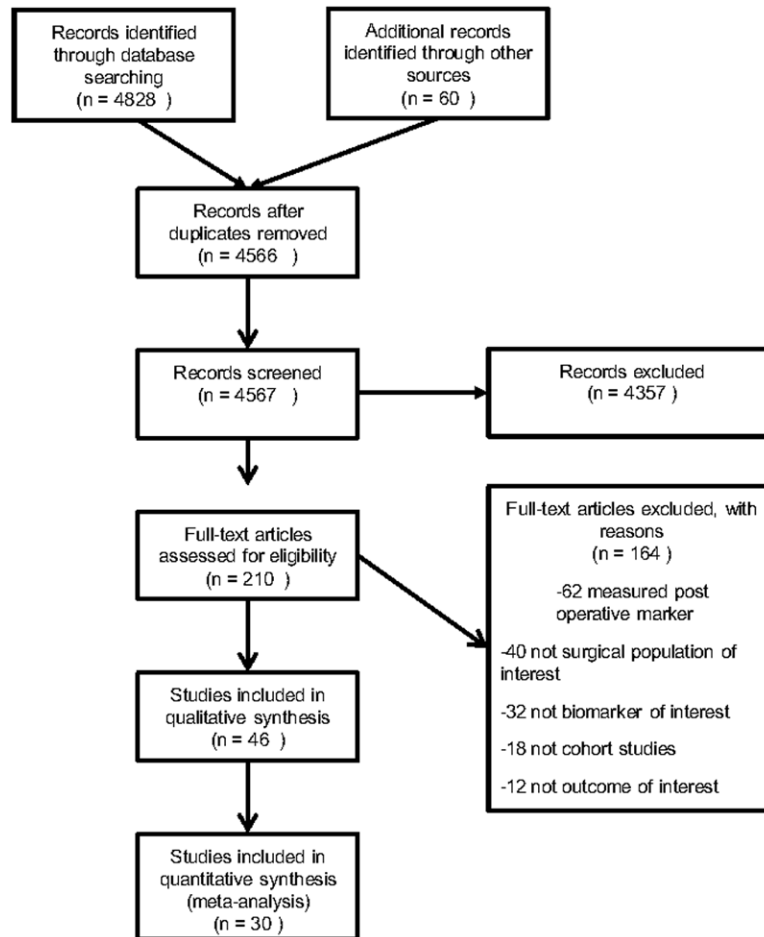 Records identified
through database
searching
(n = 4828 )
Additional records
identified through other
sources
(n = 60 )
Records after
duplicates removed
(n = 4566 )
Records screened
(n = 4567 )
Records excluded
(n = 4357 )
Full-text articles
assessed for eligibility
(n = 210 )
Full-text articles excluded, with
reasons
(n = 164 )
-62 measured post
operative marker
-40 not surgical population of
interest
-32 not biomarker of interest
-18 not cohort studies
-12 not outcome of interest
Studies included in
qualitative synthesis
(n = 46 )
Studies included in
quantitative synthesis
(meta-analysis)
(n = 30 )